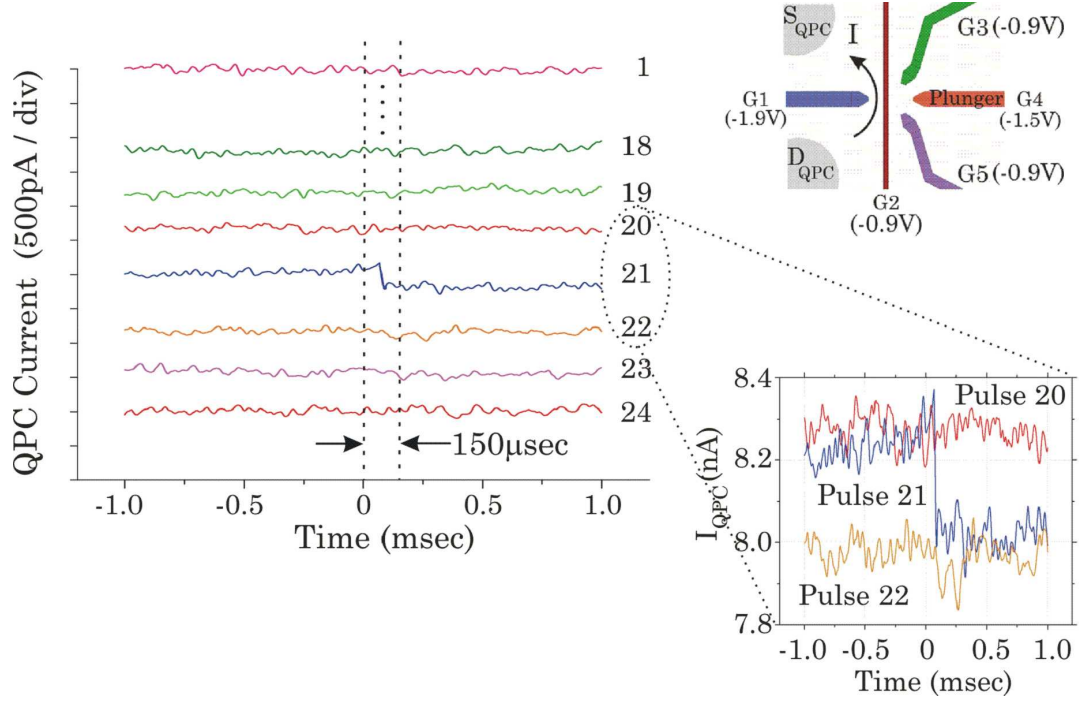 QPC Current (500pA / div)
1
18
19
20
21
22
23
24
150µsec
-1.0 -0.5 0 0.5 1.0
Time (msec)
S QPC
I
G3 (-0.9V)
G1
(-1.9V)
Plunger
G4
(-1.5V)
D QPC
G5 (-0.9V)
G2
(-0.9V)
I QPC (nA)
8.4
8.2
8.0
7.8
Pulse 20
Pulse 21
Pulse 22
-1.0 -0.5 0 0.5 1.0
Time (msec)